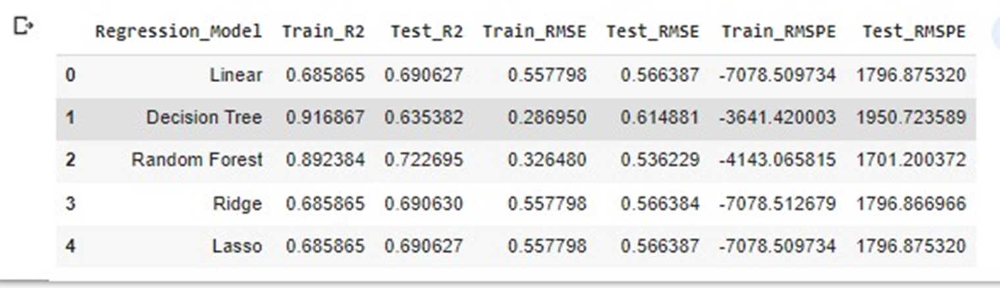 Regression_Model Train_R2 Test_R2 Train_RMSE Test_RMSE Train_RMSPE Test_RMSPE
0 Linear 0.685865 0.690627 0.557798 0.566387 -7078.509734 1796.875320
1 Decision Tree 0.916867 0.635382 0.286950 0.614881 -3641.420003 1950.723589
2 Random Forest 0.892384 0.722695 0.326480 0.536229 -4143.065815 1701.200372
3 Ridge 0.685865 0.690630 0.557798 0.566384 -7078.512679 1796.866966
4 Lasso 0.685865 0.690627 0.557798 0.566387 -7078.509734 1796.875320